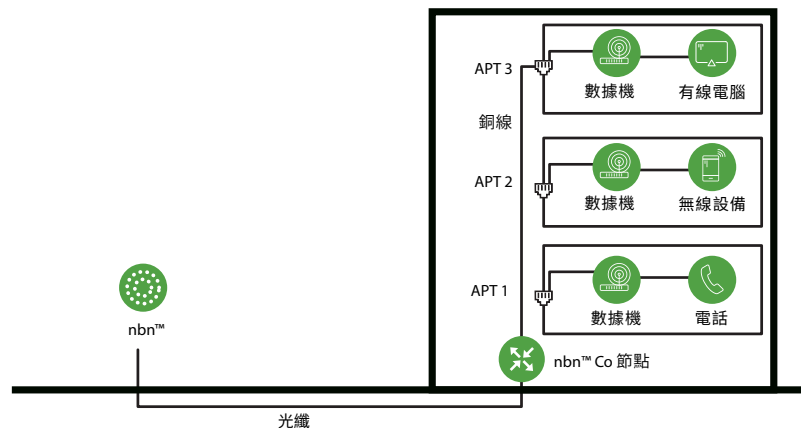 APT 3
數據機
有線電腦
銅線
APT 2
數據機
無線設備
APT 1
數據機
電話
nbn™
nbn™ Co 節點
光纖